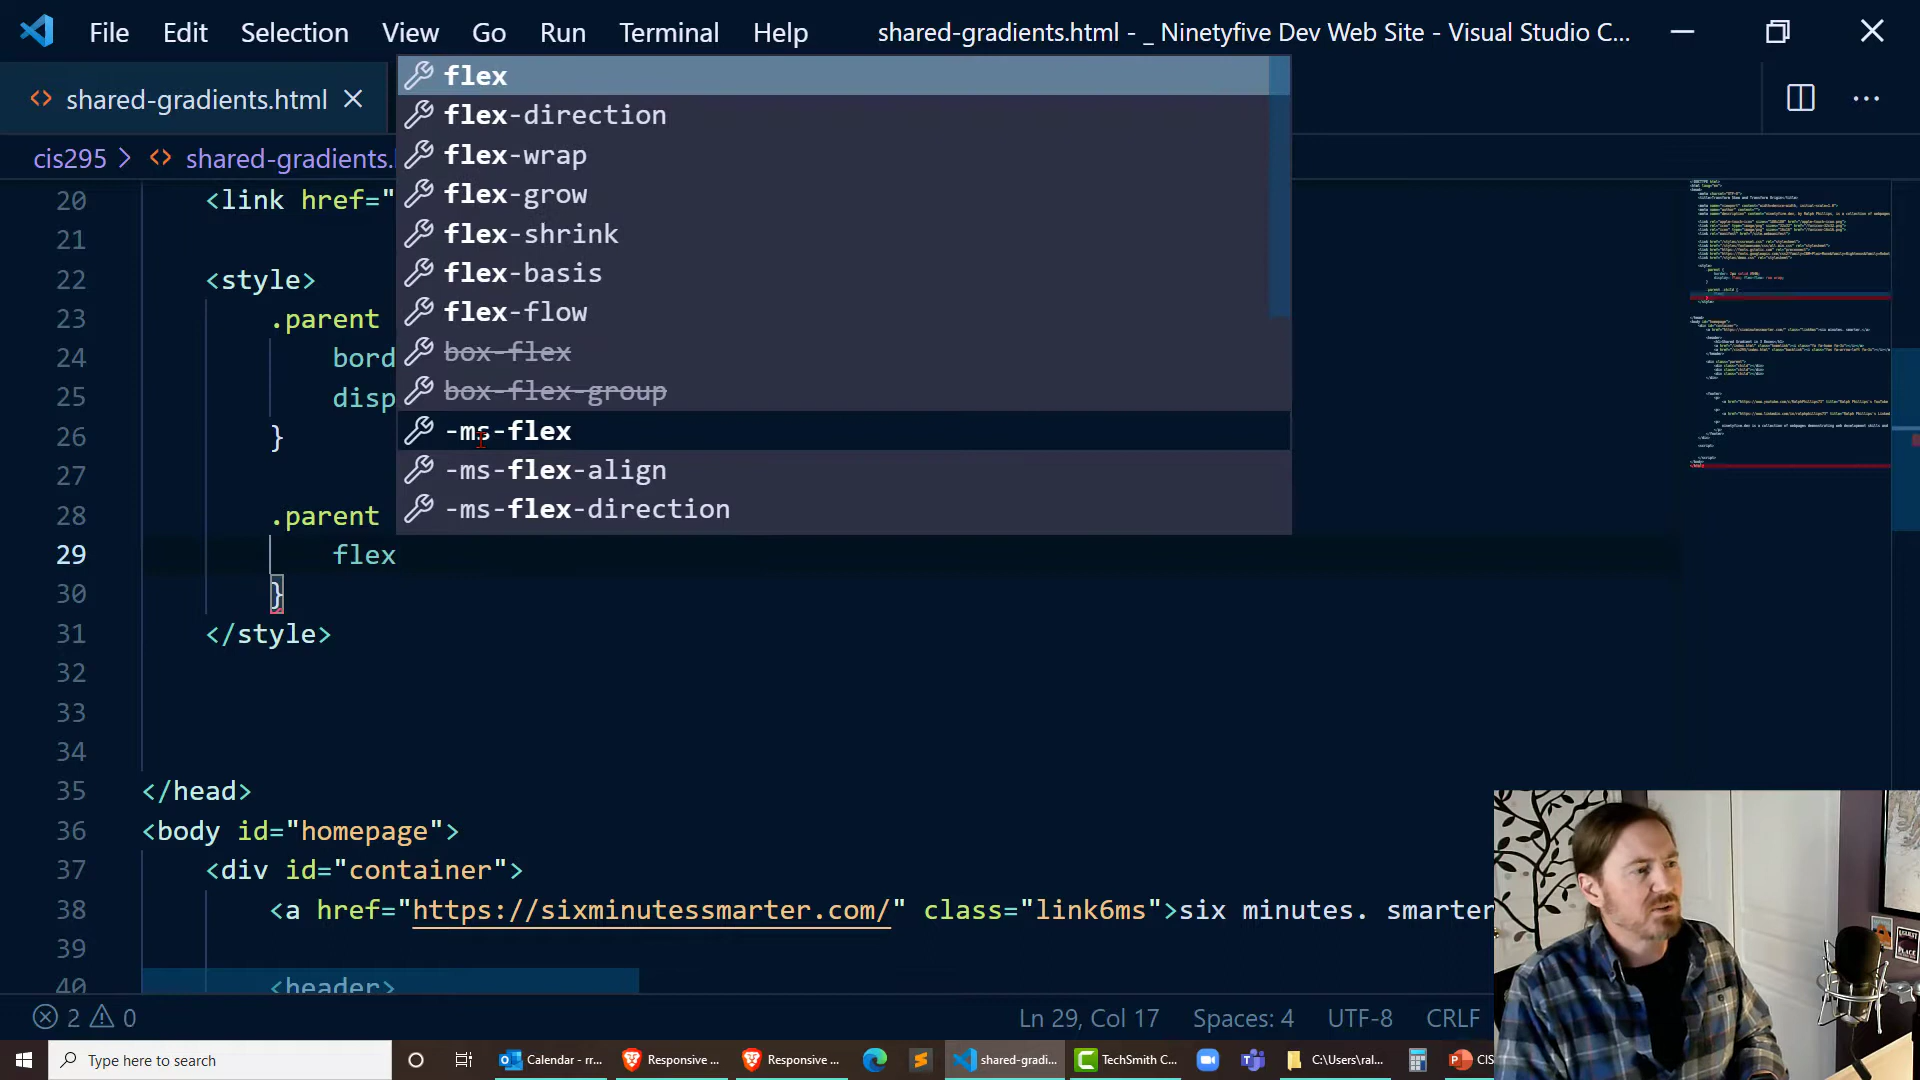 File Edit Selection View Go Run Terminal Help shared-gradients.html - _ Ninetyfive Dev Web Site - Visual Studio C...
shared-gradients.html
cis295 > shared-gradients.
flex
flex-direction
flex-wrap
flex-grow
flex-shrink
flex-basis
flex-flow
box-flex
box-flex-group
-ms-flex
-ms-flex-align
-ms-flex-direction
20 <link href="
21
22 <style>
23 .parent
24 bord
25 disp
26 }
27
28 .parent
29 flex
30 }
31 </style>
32
33
34
35 </head>
36 <body id="homepage">
37 <div id="container">
38 <a href="https://sixminutessmarter.com/" class="link6ms">six minutes. smarter
39
40 <header>
2 0 Ln 29, Col 17 Spaces: 4 UTF-8 CRLF
Type here to search Calendar - rr... Responsive ... Responsive ... shared-gradi... TechSmith C... C:\Users\ral... CIS